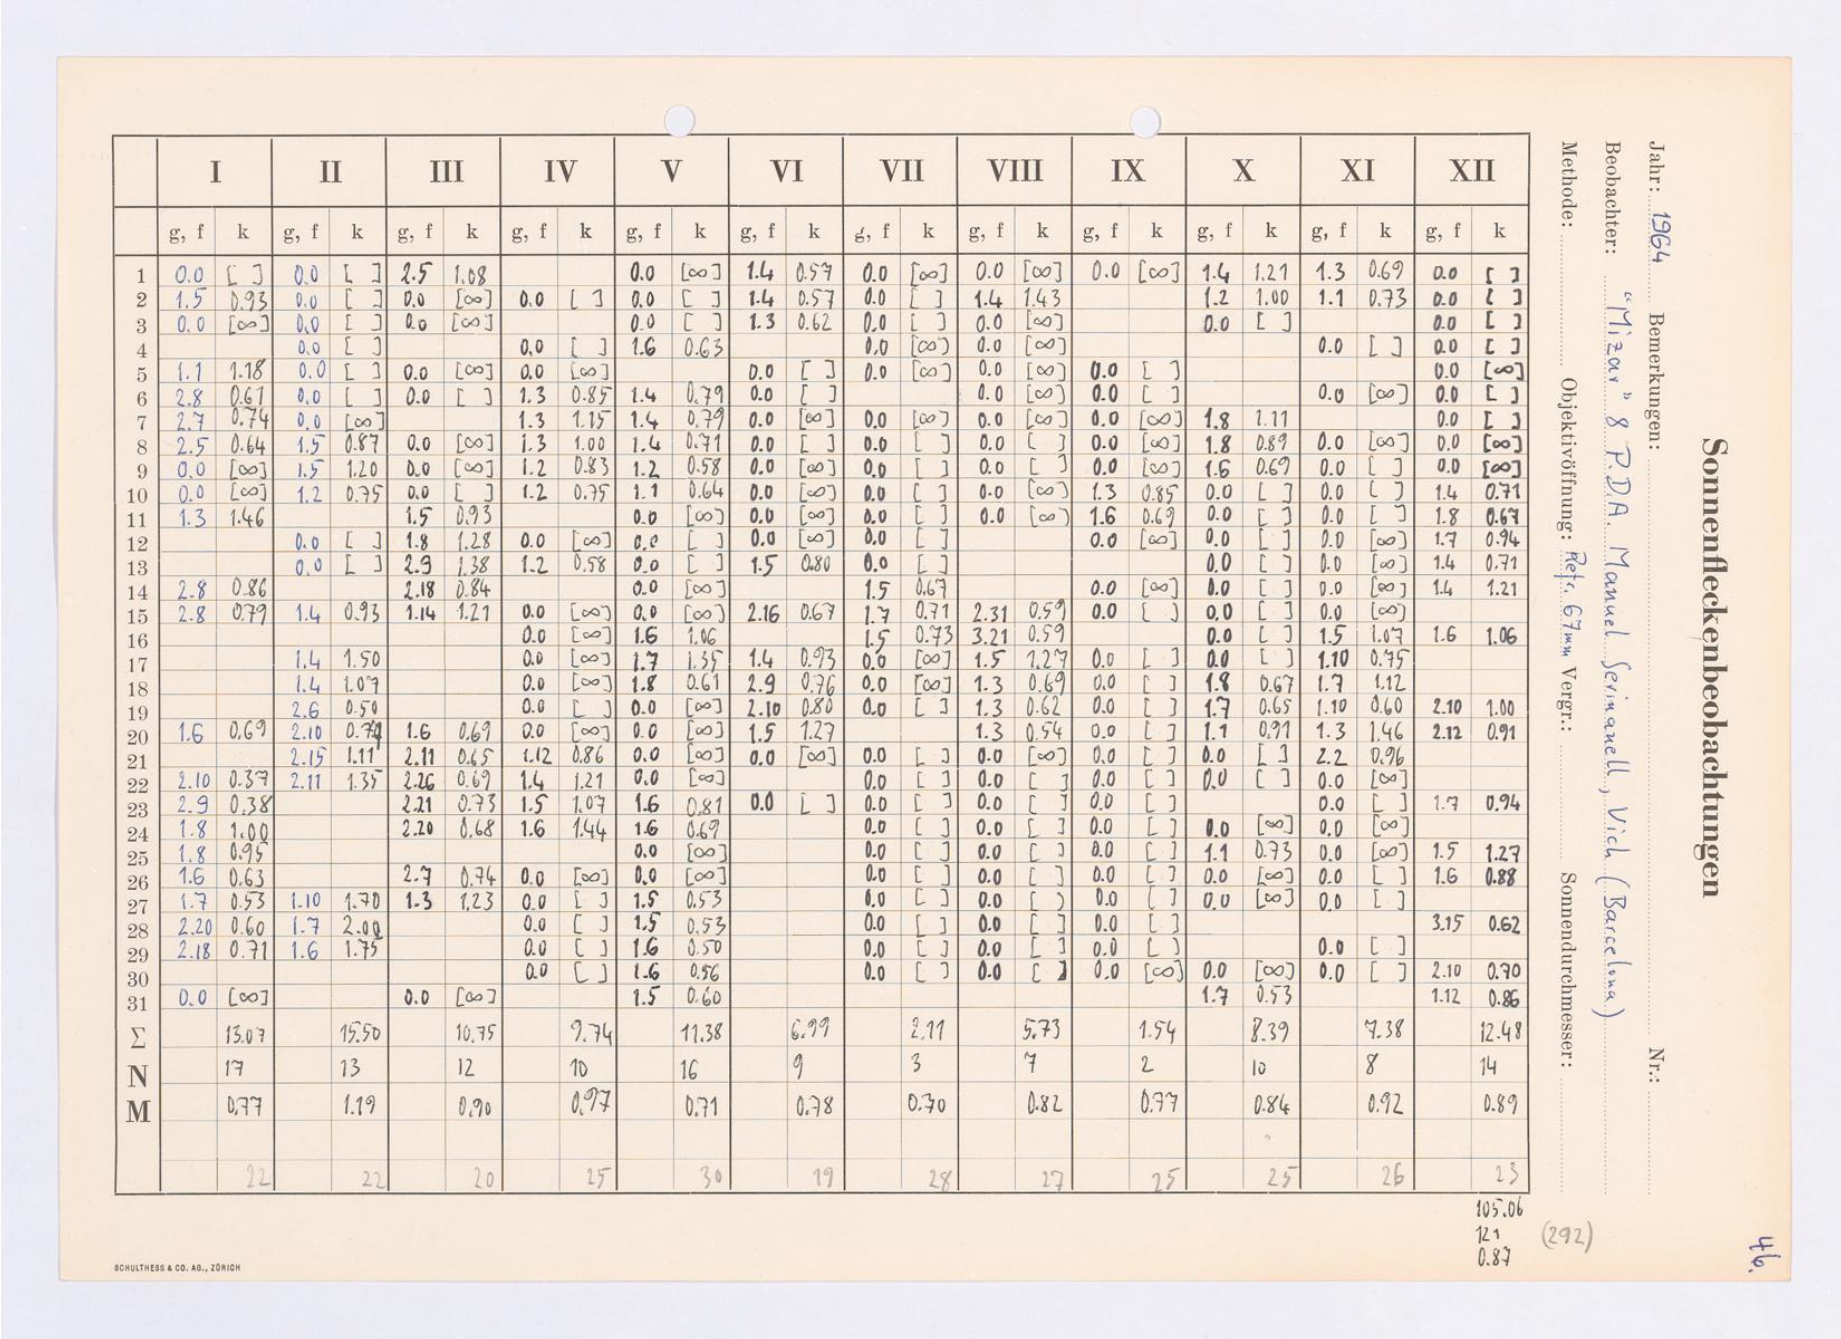 I II III IV V VI VII VIII IX X XI XII
g, f k g, f k g, f k g, f k g, f k g, f k g, f k g, f k g, f k g, f k g, f k g, f k
1 0.0 [ ] 0.0 [ ] 2.5 1.08 0.0 [∞] 1.4 0.57 0.0 [∞] 0.0 [∞] 0.0 [∞] 1.4 1.21 1.3 0.69 0.0 [ ]
2 1.5 0.93 0.0 [ ] 0.0 [∞] 0.0 [ ] 0.0 [ ] 1.4 0.57 0.0 [ ] 1.4 1.43 1.2 1.00 1.1 0.73 0.0 [ ]
3 0.0 [∞] 0.0 [ ] 0.0 [∞] 0.0 [ ] 1.3 0.62 0.0 [ ] 0.0 [∞] 0.0 [ ] 0.0 [ ]
4 0.0 [ ] 0.0 [ ] 1.6 0.63 0.0 [∞] 0.0 [∞] 0.0 [ ] 0.0 [ ]
5 1.1 1.18 0.0 [ ] 0.0 [∞] 0.0 [∞] 0.0 [ ] 0.0 [∞] 0.0 [∞] 0.0 [ ] 0.0 [∞]
6 2.8 0.61 0.0 [ ] 0.0 [ ] 1.3 0.85 1.4 0.79 0.0 [ ] 0.0 [∞] 0.0 [ ] 0.0 [∞] 0.0 [ ]
7 2.7 0.74 0.0 [∞] 1.3 1.15 1.4 0.79 0.0 [∞] 0.0 [∞] 0.0 [∞] 0.0 [∞] 1.8 1.11 0.0 [ ]
8 2.5 0.64 1.5 0.87 0.0 [∞] 1.3 1.00 1.4 0.71 0.0 [ ] 0.0 [ ] 0.0 [ ] 0.0 [∞] 1.8 0.89 0.0 [∞] 0.0 [∞]
9 0.0 [∞] 1.5 1.20 0.0 [∞] 1.2 0.83 1.2 0.58 0.0 [∞] 0.0 [ ] 0.0 [ ] 0.0 [∞] 1.6 0.69 0.0 [ ] 0.0 [∞]
10 0.0 [∞] 1.2 0.75 0.0 [ ] 1.2 0.75 1.1 0.64 0.0 [∞] 0.0 [ ] 0.0 [∞] 1.3 0.85 0.0 [ ] 0.0 [ ] 1.4 0.71
11 1.3 1.46 1.5 0.93 0.0 [∞] 0.0 [∞] 0.0 [ ] 0.0 [∞] 1.6 0.69 0.0 [ ] 0.0 [ ] 1.8 0.67
12 0.0 [ ] 1.8 1.28 0.0 [∞] 0.0 [ ] 0.0 [∞] 0.0 [ ] 0.0 [∞] 0.0 [ ] 0.0 [∞] 1.7 0.94
13 0.0 [ ] 2.9 1.38 1.2 0.58 0.0 [ ] 1.5 0.80 0.0 [ ] 0.0 [ ] 0.0 [∞] 1.4 0.71
14 2.8 0.86 2.18 0.84 0.0 [∞] 1.5 0.67 0.0 [∞] 0.0 [ ] 0.0 [∞] 1.4 1.21
15 2.8 0.79 1.4 0.93 1.14 1.21 0.0 [∞] 0.0 [∞] 2.16 0.67 1.7 0.71 2.31 0.59 0.0 [ ] 0.0 [ ] 0.0 [∞]
16 0.0 [∞] 1.6 1.06 1.5 0.73 3.21 0.59 0.0 [ ] 1.5 1.07 1.6 1.06
17 1.4 1.50 0.0 [∞] 1.7 1.35 1.4 0.93 0.0 [∞] 1.5 1.27 0.0 [ ] 0.0 [ ] 1.10 0.75
18 1.4 1.07 0.0 [∞] 1.8 0.61 2.9 0.76 0.0 [∞] 1.3 0.69 0.0 [ ] 1.8 0.67 1.7 1.12
19 2.6 0.50 0.0 [ ] 0.0 [∞] 2.10 0.80 0.0 [ ] 1.3 0.62 0.0 [ ] 1.7 0.65 1.10 0.60 2.10 1.00
20 1.6 0.69 2.10 1.6 0.69 0.0 [∞] 0.0 [∞] 1.5 1.27 1.3 0.54 0.0 [ ] 1.1 0.91 1.3 1.46 2.12 0.91
21 2.15 1.11 2.11 0.65 1.12 0.86 0.0 [∞] 0.0 [∞] 0.0 [ ] 0.0 [∞] 0.0 [ ] 0.0 [ ] 2.2 0.96
22 2.10 0.37 2.11 1.35 2.26 0.69 1.4 1.21 0.0 [∞] 0.0 [ ] 0.0 [ ] 0.0 [ ] 0.0 [ ] 0.0 [∞]
23 2.9 0.38 2.21 0.73 1.5 1.07 1.6 0.81 0.0 [ ] 0.0 [ ] 0.0 [ ] 0.0 [ ] 0.0 [ ] 1.7 0.94
24 1.8 1.00 2.20 0.68 1.6 1.44 1.6 0.69 0.0 [ ] 0.0 [ ] 0.0 [ ] 0.0 [∞] 0.0 [∞]
25 1.8 0.95 0.0 [∞] 0.0 [ ] 0.0 [ ] 0.0 [ ] 1.1 0.73 0.0 [∞] 1.5 1.27
26 1.6 0.63 2.7 0.74 0.0 [∞] 0.0 [∞] 0.0 [ ] 0.0 [ ] 0.0 [ ] 0.0 [∞] 0.0 [ ] 1.6 0.88
27 1.7 0.53 1.10 1.70 1.3 1.23 0.0 [ ] 1.5 0.53 0.0 [ ] 0.0 [ ] 0.0 [ ] 0.0 [∞] 0.0 [ ]
28 2.20 0.60 1.7 2.00 0.0 [ ] 1.5 0.53 0.0 [ ] 0.0 [ ] 0.0 [ ] 3.15 0.62
29 2.18 0.71 1.6 1.75 0.0 [ ] 1.6 0.50 0.0 [ ] 0.0 [ ] 0.0 [ ] 0.0 [ ]
30 0.0 [ ] 1.6 0.56 0.0 [ ] 0.0 [ ] 0.0 [∞] 0.0 [∞] 0.0 [ ] 2.10 0.70
31 0.0 [∞] 0.0 [∞] 1.5 0.60 1.7 0.53 1.12 0.86
Σ 13.07 15.50 10.75 9.74 11.38 6.99 2.11 5.73 1.54 8.39 7.38 12.48
N 17 13 12 10 16 9 3 7 2 10 8 14
M 0.77 1.19 0.90 0.97 0.71 0.78 0.70 0.82 0.77 0.84 0.92 0.89
22 22 20 25 30 19 28 27 25 25 26 23
105.06
121
0.87
(292)
SCHULTHESS & CO. AG., ZÜRICH
Sonnenfleckenbeobachtungen
Jahr: 1964 Bemerkungen: Nr.:
Beobachter: "Mizar" 8 P.D.A. Manuel Serinanell, Vich (Barcelona)
Methode: Objektivöffnung: Refr. 67mm Vergr.: Sonnendurchmesser:
46.